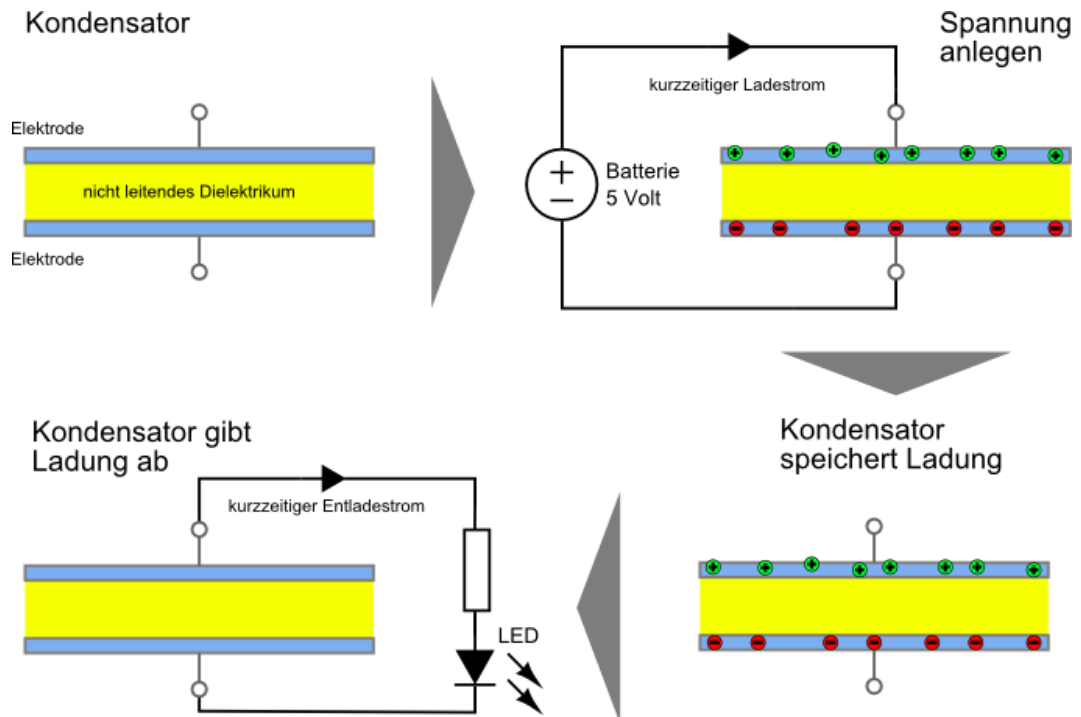 Kondensator
Elektrode
nicht leitendes Dielektrikum
Elektrode
Spannung
anlegen
kurzzeitiger Ladestrom
Batterie
5 Volt
Kondensator
speichert Ladung
Kondensator gibt
Ladung ab
kurzzeitiger Entladestrom
LED